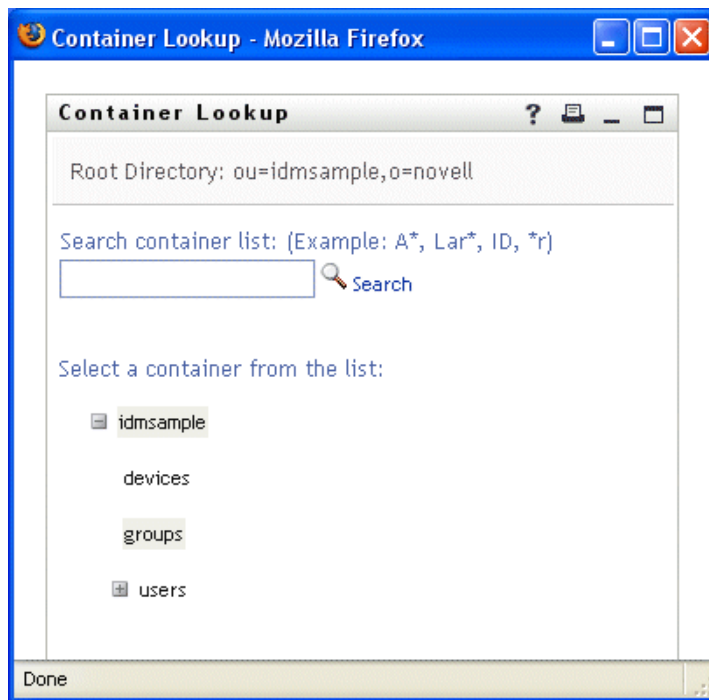 Container Lookup - Mozilla Firefox
Container Lookup
Root Directory: ou=idmsample,o=novell
Search container list: (Example: A*, Lar*, ID, *r)
Search
Select a container from the list:
idmsample
devices
groups
users
Done